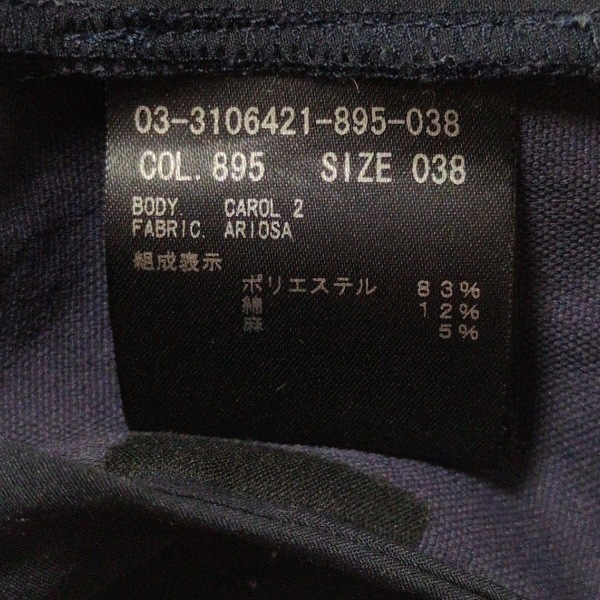 03-3106421-895-038
COL. 895 SIZE 038
BODY CAROL 2
FABRIC. ARIOSA
組成表示
ポリエステル 83%
綿 12%
麻 5%